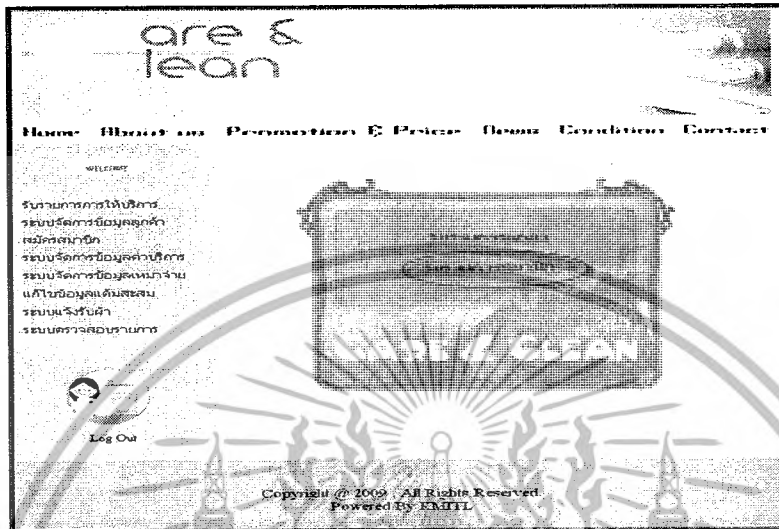 are &
lean
Home About us Promotion & Price News Condition Contact
WELCOME
รับรายการการให้บริการ
ระบบจัดการข้อมูลลูกค้า
สมัครสมาชิก
ระบบจัดการข้อมูลค่าบริการ
ระบบจัดการข้อมูลเหมาจ่าย
แก้ไขข้อมูลแต้มสะสม
ระบบแจ้งรับผ้า
ระบบตรวจสอบรายการ
& CLEAN
Log Out
Copyright @ 2009 . All Rights Reserved.
Powered By KMITL